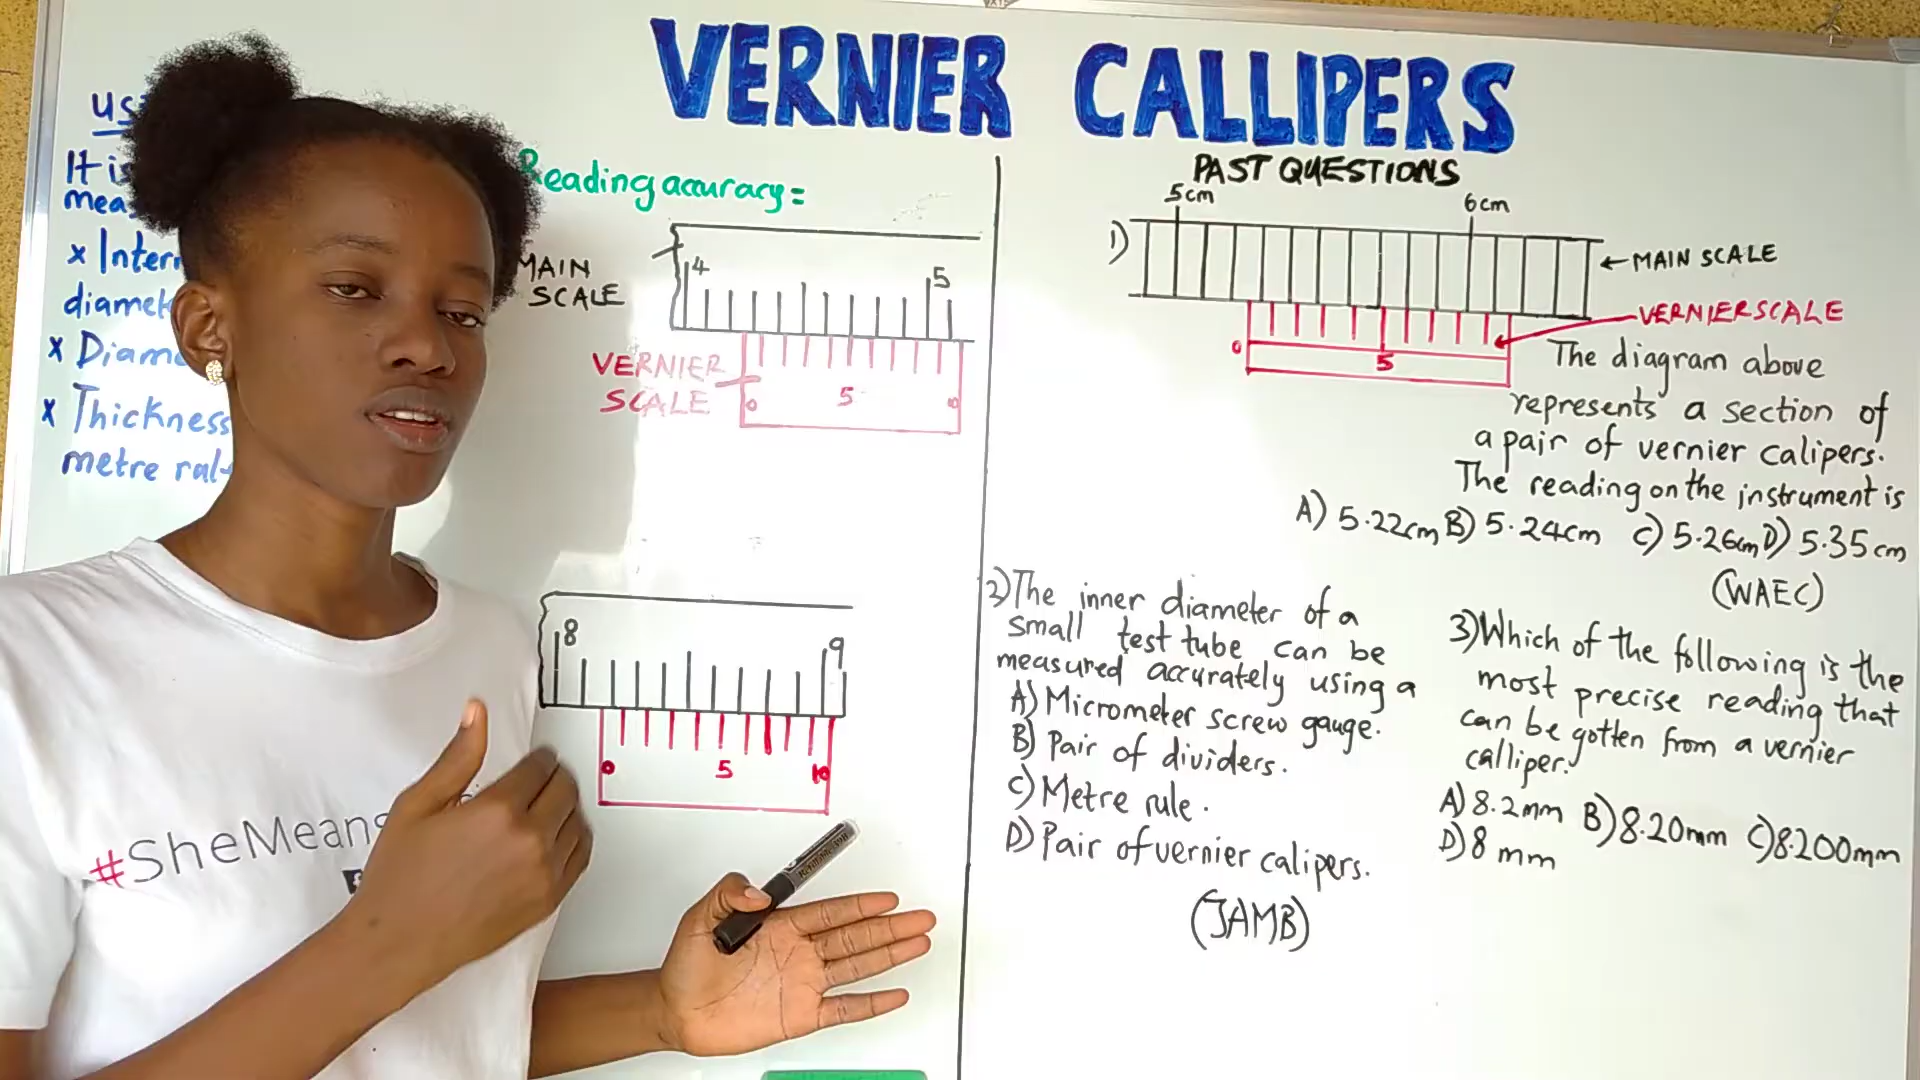 VERNIER CALLIPERS
It is
x Intern
x Diam
x Thickness
metre rul
Reading accuracy =
MAIN
SCALE
4
5
VERNIER
SCALE
0
5
10
8
9
0
5
10
PAST QUESTIONS
5cm
6cm
1)
←MAIN SCALE
VERNIER SCALE
0
5
The diagram above
represents a section of
a pair of vernier calipers.
The reading on the instrument is
A) 5.22cm B) 5.24cm C) 5.26cm D) 5.35cm
(WAEC)
2)The inner diameter of a
small test tube can be
measured accurately using a
A) Micrometer screw gauge.
B) Pair of dividers.
C) Metre rule.
D) Pair of vernier calipers.
(JAMB)
3)Which of the following is the
most precise reading that
can be gotten from a vernier
calliper?
A) 8.2mm B) 8.20mm C) 8.200mm
D) 8mm
#SheMeans